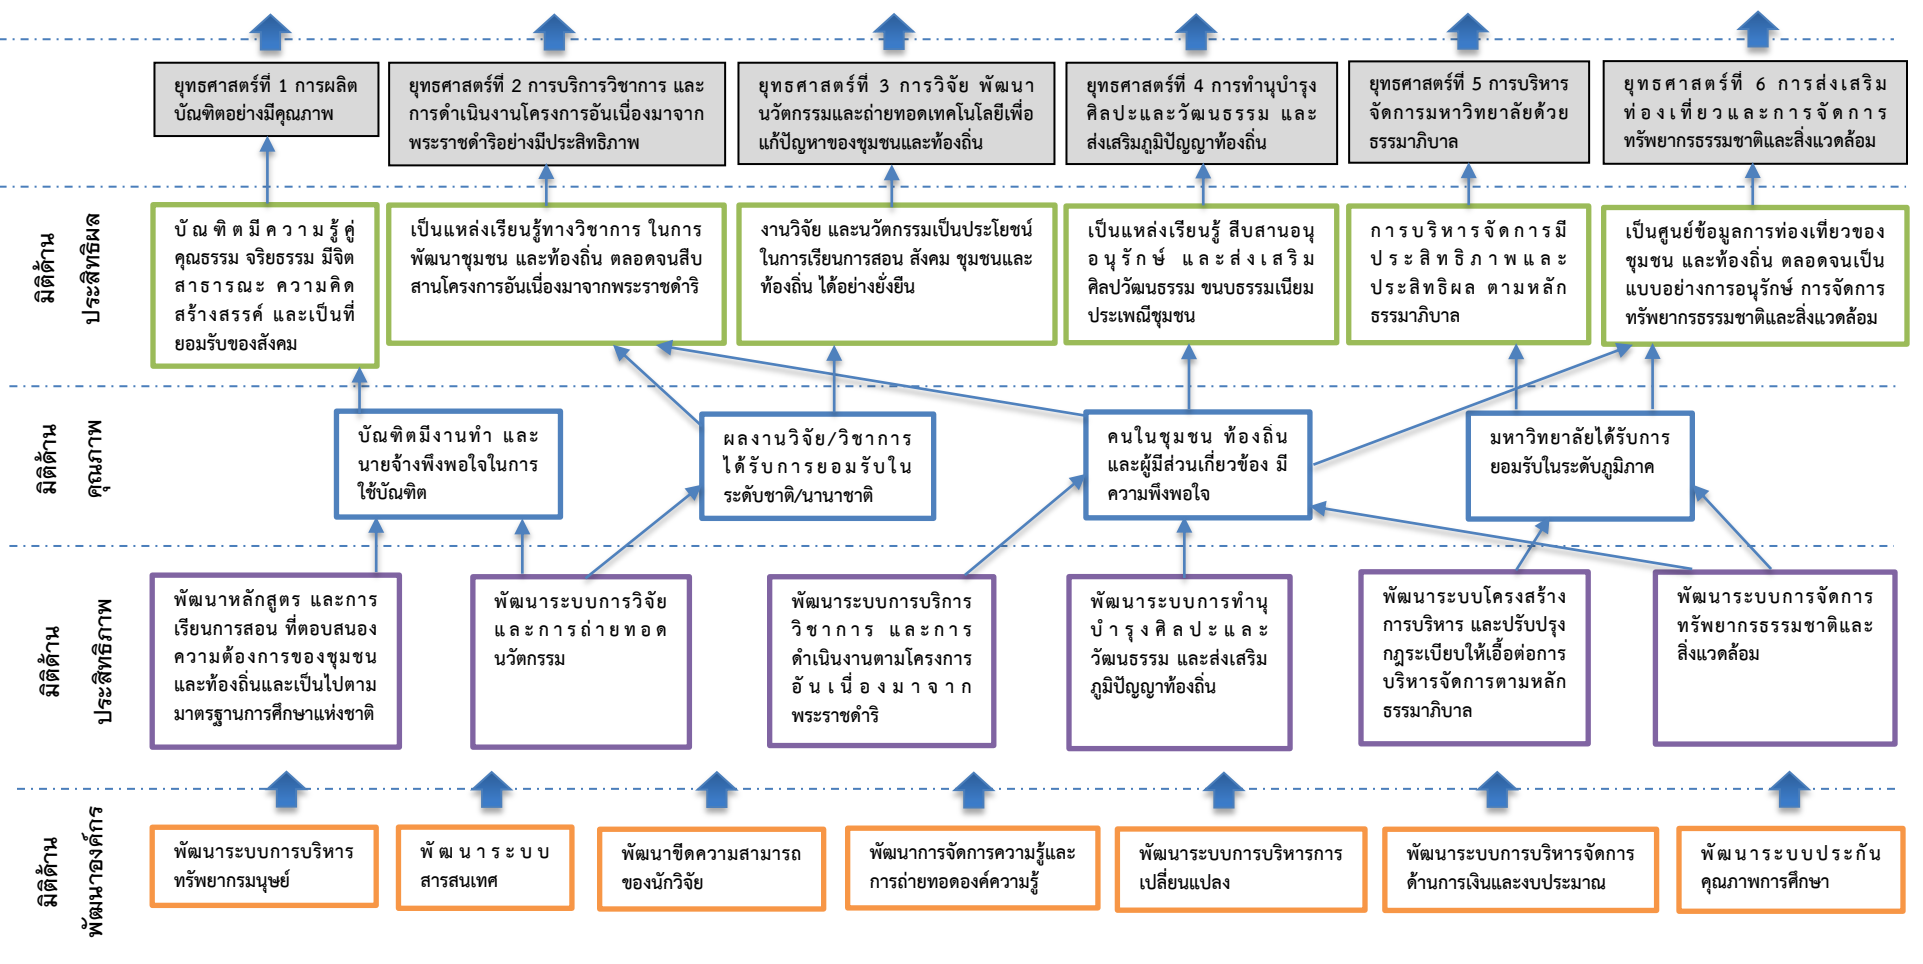 ยุทธศาสตร์ที่ 1 การผลิต
บัณฑิตอย่างมีคุณภาพ
ยุทธศาสตร์ที่ 2 การบริการวิชาการ และ
การดำเนินงานโครงการอันเนื่องมาจาก
พระราชดำริอย่างมีประสิทธิภาพ
ยุทธศาสตร์ที่ 3 การวิจัย พัฒนา
นวัตกรรมและถ่ายทอดเทคโนโลยีเพื่อ
แก้ปัญหาของชุมชนและท้องถิ่น
ยุทธศาสตร์ที่ 4 การทำนุบำรุง
ศิลปะและวัฒนธรรม และ
ส่งเสริมภูมิปัญญาท้องถิ่น
ยุทธศาสตร์ที่ 5 การบริหาร
จัดการมหาวิทยาลัยด้วย
ธรรมาภิบาล
ยุทธศาสตร์ที่ 6 การส่งเสริม
ท่องเที่ยวและการจัดการ
ทรัพยากรธรรมชาติและสิ่งแวดล้อม
มิติด้าน
ประสิทธิผล
บัณฑิตมีความรู้คู่
คุณธรรม จริยธรรม มีจิต
สาธารณะ ความคิด
สร้างสรรค์ และเป็นที่
ยอมรับของสังคม
เป็นแหล่งเรียนรู้ทางวิชาการ ในการ
พัฒนาชุมชน และท้องถิ่น ตลอดจนสืบ
สานโครงการอันเนื่องมาจากพระราชดำริ
งานวิจัย และนวัตกรรมเป็นประโยชน์
ในการเรียนการสอน สังคม ชุมชนและ
ท้องถิ่น ได้อย่างยั่งยืน
เป็นแหล่งเรียนรู้ สืบสานอนุ
อนุรักษ์ และส่งเสริม
ศิลปวัฒนธรรม ขนบธรรมเนียม
ประเพณีชุมชน
การบริหารจัดการมี
ประสิทธิภาพและ
ประสิทธิผล ตามหลัก
ธรรมาภิบาล
เป็นศูนย์ข้อมูลการท่องเที่ยวของ
ชุมชน และท้องถิ่น ตลอดจนเป็น
แบบอย่างการอนุรักษ์ การจัดการ
ทรัพยากรธรรมชาติและสิ่งแวดล้อม
มิติด้าน
คุณภาพ
บัณฑิตมีงานทำ และ
นายจ้างพึงพอใจในการ
ใช้บัณฑิต
ผลงานวิจัย/วิชาการ
ได้รับการยอมรับใน
ระดับชาติ/นานาชาติ
คนในชุมชน ท้องถิ่น
และผู้มีส่วนเกี่ยวข้อง มี
ความพึงพอใจ
มหาวิทยาลัยได้รับการ
ยอมรับในระดับภูมิภาค
มิติด้าน
ประสิทธิภาพ
พัฒนาหลักสูตร และการ
เรียนการสอน ที่ตอบสนอง
ความต้องการของชุมชน
และท้องถิ่นและเป็นไปตาม
มาตรฐานการศึกษาแห่งชาติ
พัฒนาระบบการวิจัย
และการถ่ายทอด
นวัตกรรม
พัฒนาระบบการบริการ
วิชาการ และการ
ดำเนินงานตามโครงการ
อันเนื่องมาจาก
พระราชดำริ
พัฒนาระบบการทำนุ
บำรุงศิลปะและ
วัฒนธรรม และส่งเสริม
ภูมิปัญญาท้องถิ่น
พัฒนาระบบโครงสร้าง
การบริหาร และปรับปรุง
กฎระเบียบให้เอื้อต่อการ
บริหารจัดการตามหลัก
ธรรมาภิบาล
พัฒนาระบบการจัดการ
ทรัพยากรธรรมชาติและ
สิ่งแวดล้อม
มิติด้าน
พัฒนาองค์กร
พัฒนาระบบการบริหาร
ทรัพยากรมนุษย์
พัฒนาระบบ
สารสนเทศ
พัฒนาขีดความสามารถ
ของนักวิจัย
พัฒนาการจัดการความรู้และ
การถ่ายทอดองค์ความรู้
พัฒนาระบบการบริหารการ
เปลี่ยนแปลง
พัฒนาระบบการบริหารจัดการ
ด้านการเงินและงบประมาณ
พัฒนาระบบประกัน
คุณภาพการศึกษา